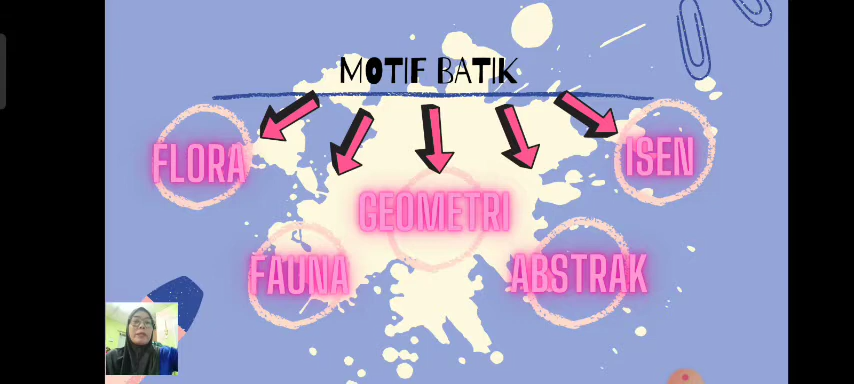 MOTIF BATIK
FLORA
ISEN
GEOMETRI
FAUNA
ABSTRAK